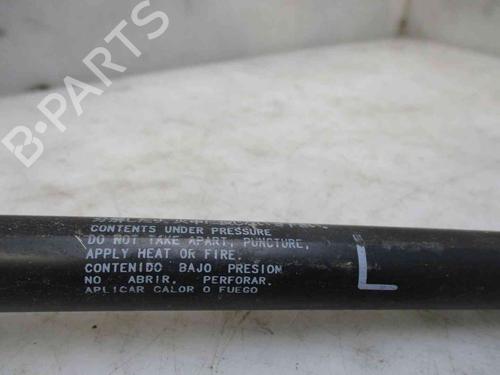 B-PARTS
CONTENTS UNDER PRESSURE
DO NOT TAKE APART, PUNCTURE,
APPLY HEAT OR FIRE.
CONTENIDO BAJO PRESION
NO ABRIR. PERFORAR.
APLICAR CALOR O FUEGO
L